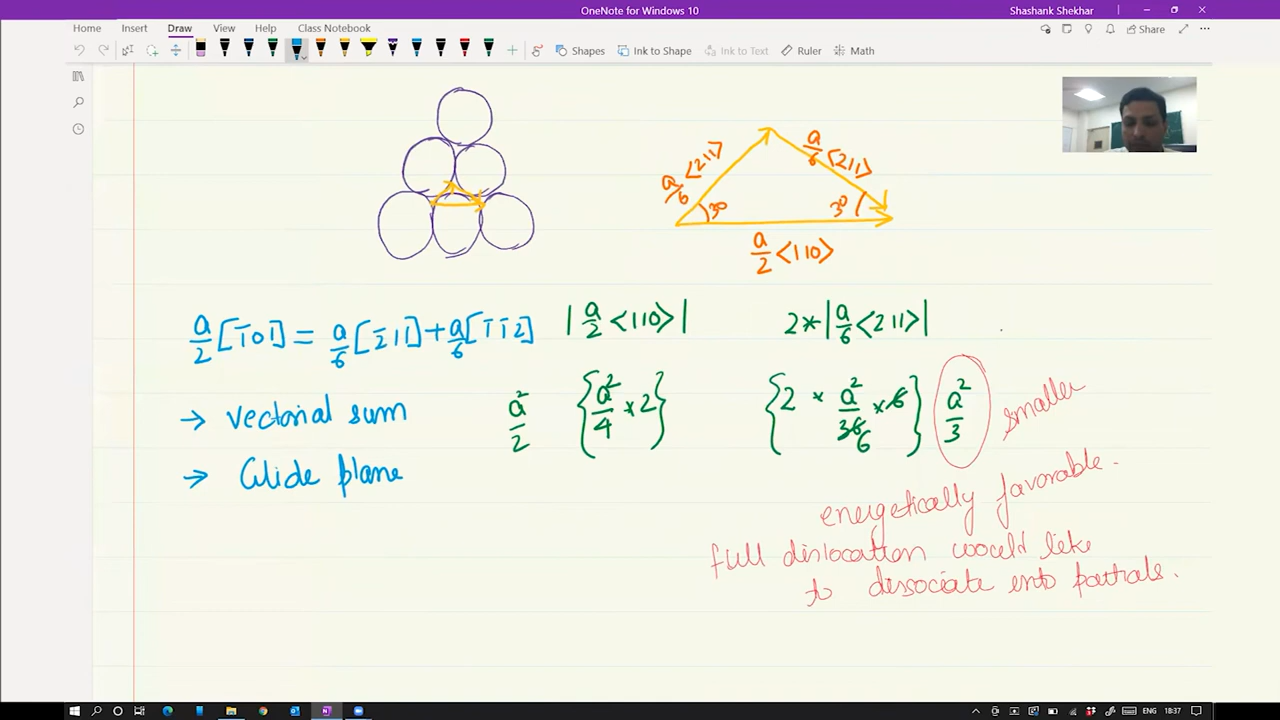 OneNote for Windows 10
Shashank Shekhar
Home Insert Draw View Help Class Notebook
Share
Shapes Ink to Shape Ink to Text Ruler Math
a/6 <211>
a/6 <211>
30
30
a/2 <110>
a/2 [1̄01] = a/6 [2̄11] + a/6 [1̄1̄2]
|a/2 <110>|
2*|a/6 <211>|
→ vectorial sum
a²/2 {a²/4 * 2}
{2 * a²/36 * 6} 6
a²/3
smaller
→ Glide plane
energetically favorable.
full dislocation would like
to dissociate into partials.
ENG 18:37